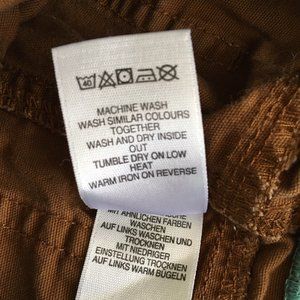 40
MACHINE WASH
WASH SIMILAR COLOURS
TOGETHER
WASH AND DRY INSIDE
OUT
TUMBLE DRY ON LOW
HEAT
WARM IRON ON REVERSE
MIT ÄHNLICHEN FARBEN
WASCHEN
AUF LINKS WASCHEN UND
TROCKNEN
MIT NIEDRIGER
EINSTELLUNG TROCKNEN
AUF LINKS WARM BÜGELN